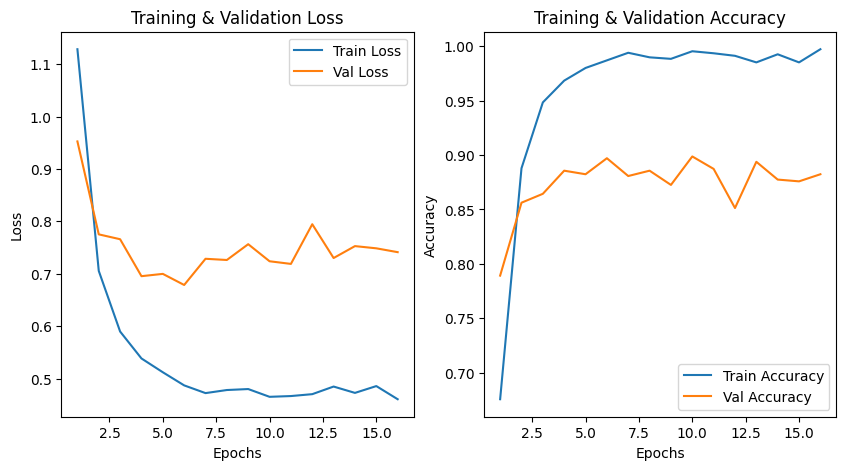 Training & Validation Loss
Train Loss
Val Loss
1.1
1.0
0.9
0.8
0.7
0.6
0.5
Loss
2.5 5.0 7.5 10.0 12.5 15.0
Epochs
Training & Validation Accuracy
1.00
0.95
0.90
0.85
0.80
0.75
0.70
Accuracy
Train Accuracy
Val Accuracy
2.5 5.0 7.5 10.0 12.5 15.0
Epochs